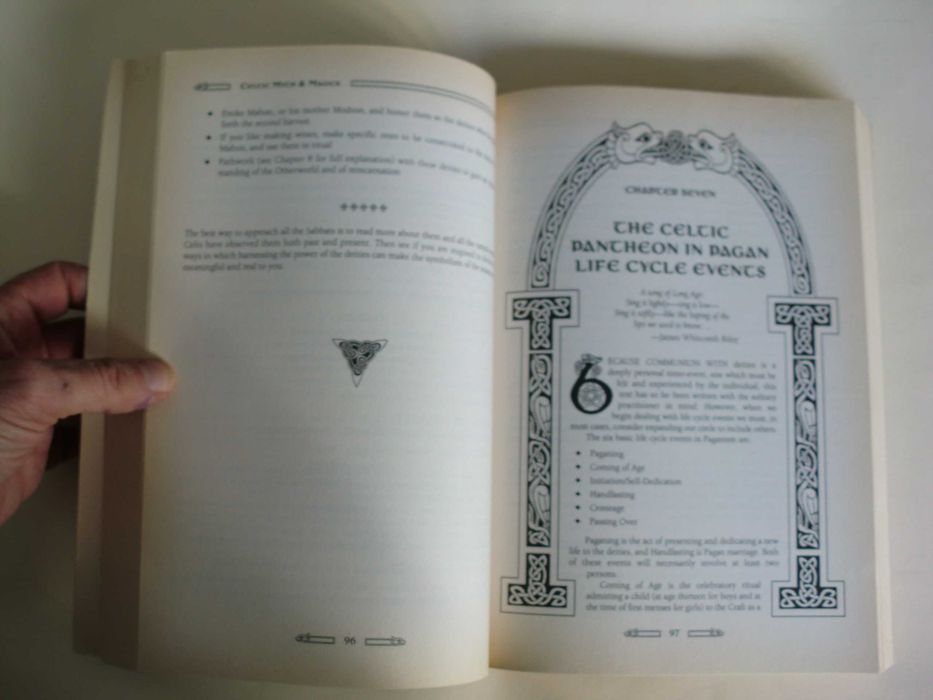 Celtic Myth & Magick
Evoke Mabon, or his mother Modron, and honor them as the deities who
forth the second harvest.
If you like making wines, make specific ones to be consecrated to
Mabon, and use them in ritual.
Pathwork (see Chapter 9 for full explanation) with these deities to gain
standing of the Otherworld and of reincarnation.
The best way to approach all the Sabbats is to read more about them and all the
Celts have observed them both past and present. Then see if you are inspired to
ways in which harnessing the power of the deities can make the symbolism of the
meaningful and real to you.
96
CHAPTER SEVEN
THE CELTIC
PANTHEON IN PAGAN
LIFE CYCLE EVENTS
A song of Long Ago:
Sing it lightly—sing it low—
Sing it softly—like the lisping of the
lips we used to know. . .
—James Whitcomb Riley
BECAUSE COMMUNION WITH deities is a
deeply personal inner-event, one which must be
felt and experienced by the individual, this
text has so far been written with the solitary
practitioner in mind. However, when we
begin dealing with life cycle events we must, in
most cases, consider expanding our circle to include others.
The six basic life cycle events in Paganism are:
Paganing
Coming of Age
Initiation/Self-Dedication
Handfasting
Croneage
Passing Over
Paganing is the act of presenting and dedicating a new
life to the deities, and Handfasting is Pagan marriage. Both
of these events will necessarily involve at least two
persons.
Coming of Age is the celebratory ritual
admitting a child (at age thirteen for boys and at
the time of first menses for girls) to the Craft as a
97